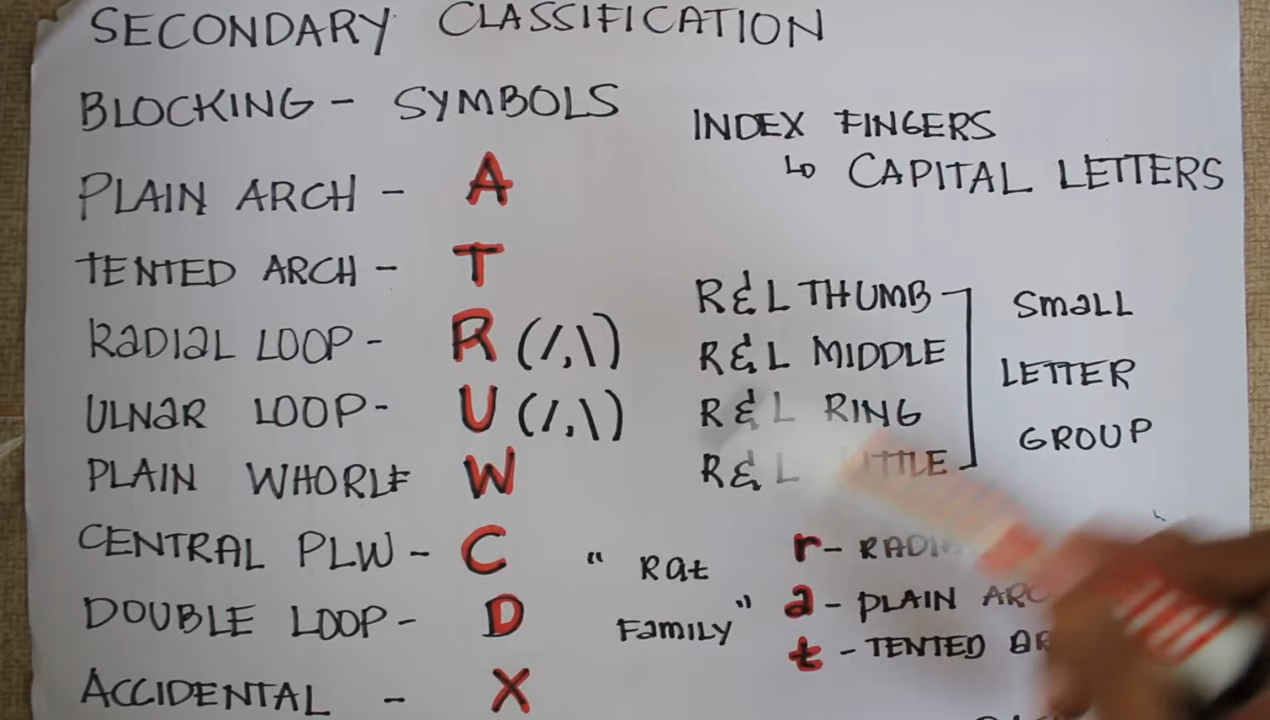 SECONDARY CLASSIFICATION
BLOCKING - SYMBOLS
PLAIN ARCH - A
TENTED ARCH - T
RADIAL LOOP - R (/,\)
ULNAR LOOP - U (/,\)
PLAIN WHORL - W
CENTRAL PLW - C
DOUBLE LOOP - D
ACCIDENTAL - X
INDEX FINGERS
↳ CAPITAL LETTERS
R & L THUMB
R & L MIDDLE
R & L RING
R & L
SMALL
LETTER
GROUP
" Rat
FAMILY "
r -
a - PLAIN
t - TENTED